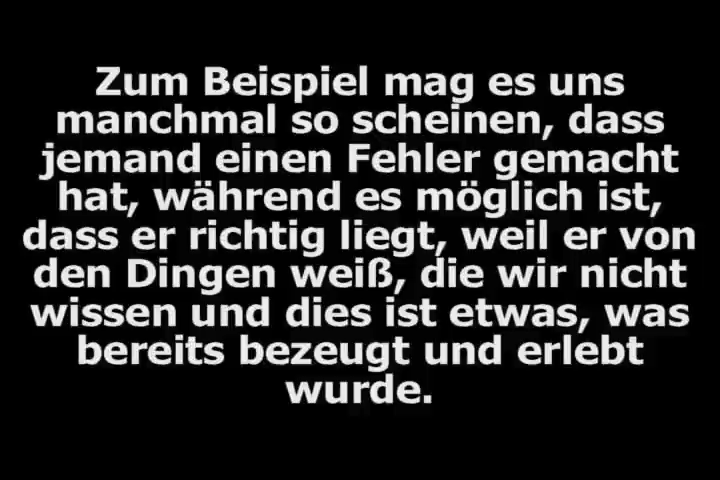 Zum Beispiel mag es uns
manchmal so scheinen, dass
jemand einen Fehler gemacht
hat, während es möglich ist,
dass er richtig liegt, weil er von
den Dingen weiß, die wir nicht
wissen und dies ist etwas, was
bereits bezeugt und erlebt
wurde.